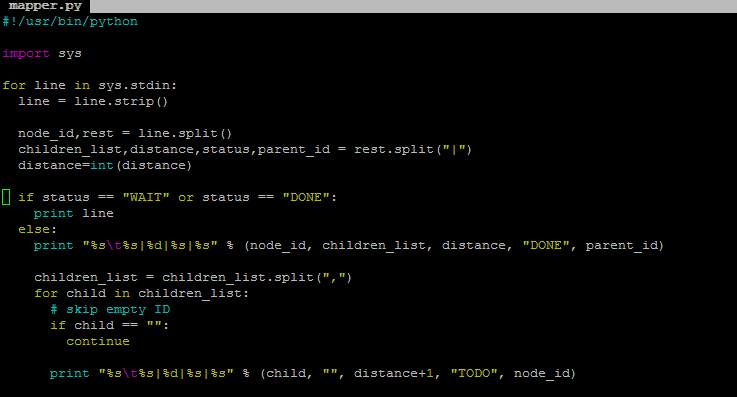 mapper.py
#!/usr/bin/python
import sys
for line in sys.stdin:
  line = line.strip()
  node_id,rest = line.split()
  children_list,distance,status,parent_id = rest.split("|")
  distance=int(distance)
  if status == "WAIT" or status == "DONE":
    print line
  else:
    print "%s\t%s|%d|%s|%s" % (node_id, children_list, distance, "DONE", parent_id)
    children_list = children_list.split(",")
    for child in children_list:
      # skip empty ID
      if child == "":
        continue
      print "%s\t%s|%d|%s|%s" % (child, "", distance+1, "TODO", node_id)